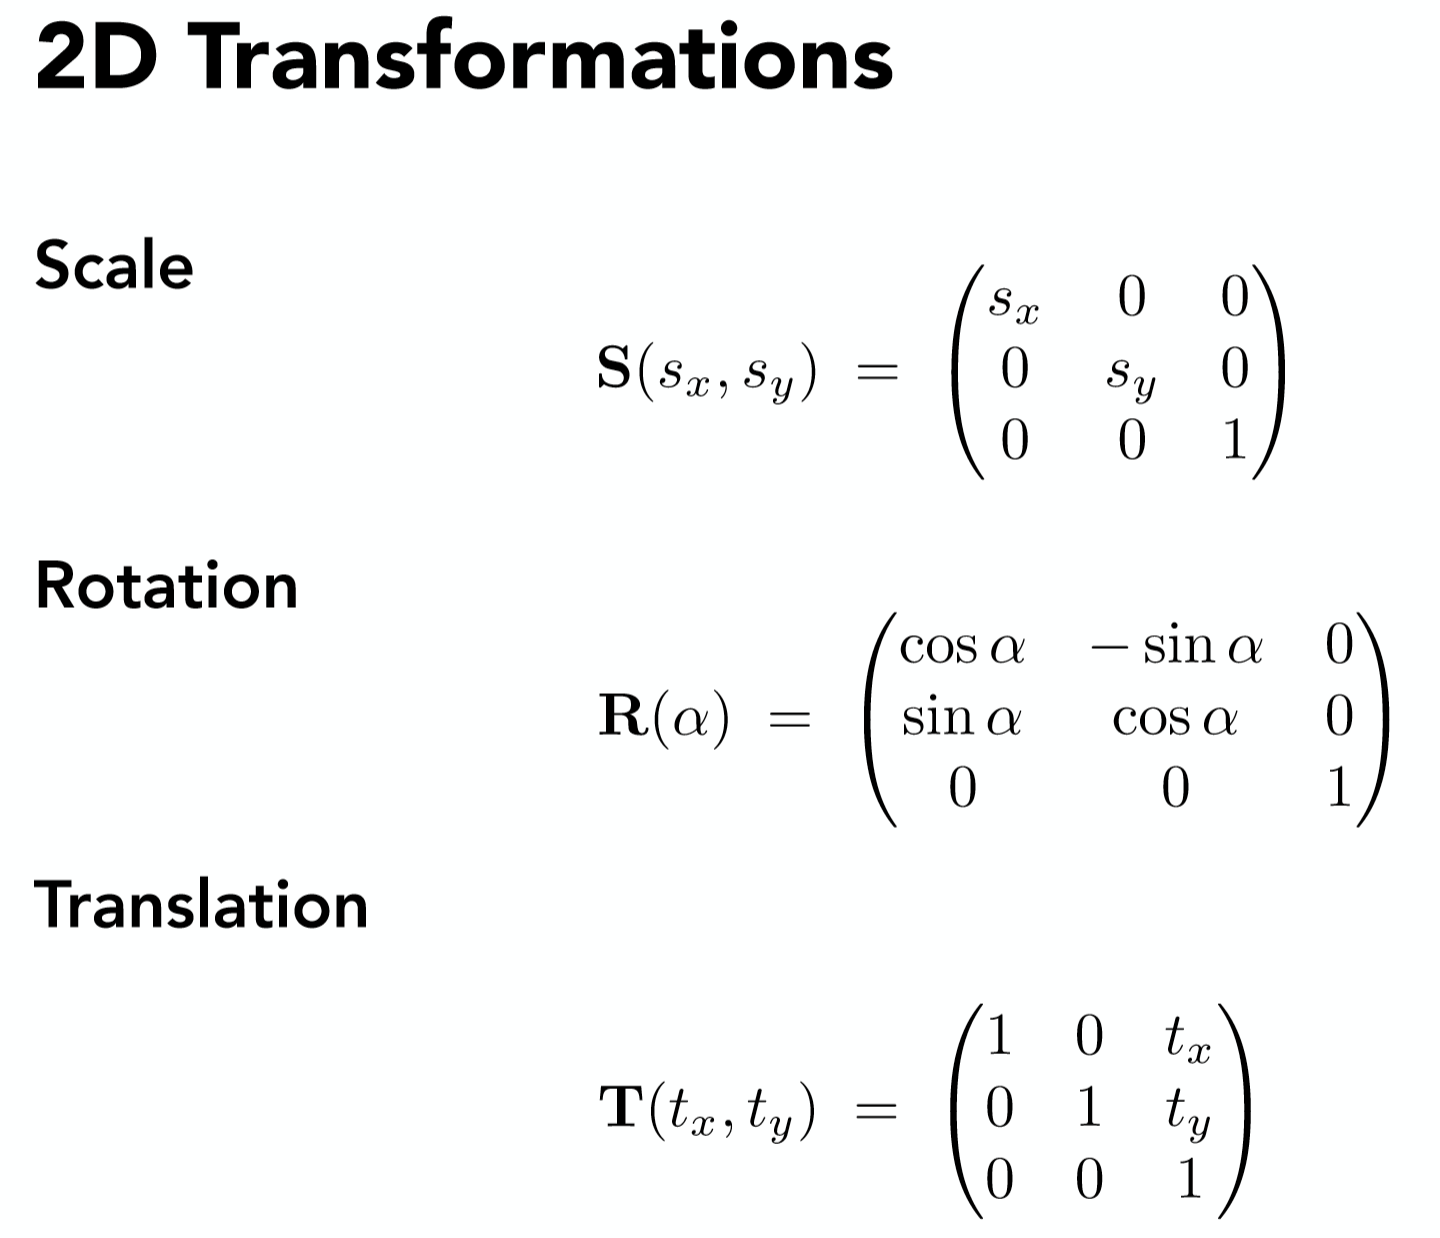 2D Transformations
Scale
$$\mathbf{S}(s_x, s_y) = \begin{pmatrix} s_x & 0 & 0 \\ 0 & s_y & 0 \\ 0 & 0 & 1 \end{pmatrix}$$
Rotation
$$\mathbf{R}(\alpha) = \begin{pmatrix} \cos\alpha & -\sin\alpha & 0 \\ \sin\alpha & \cos\alpha & 0 \\ 0 & 0 & 1 \end{pmatrix}$$
Translation
$$\mathbf{T}(t_x, t_y) = \begin{pmatrix} 1 & 0 & t_x \\ 0 & 1 & t_y \\ 0 & 0 & 1 \end{pmatrix}$$